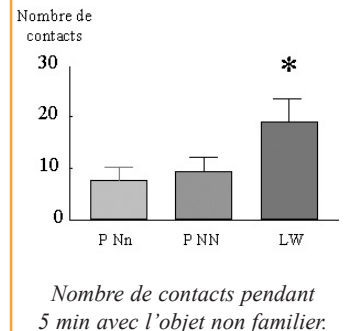 Nombre de
contacts
30
*
20
10
0
P Nn P NN LW
Nombre de contacts pendant
5 min avec l'objet non familier.